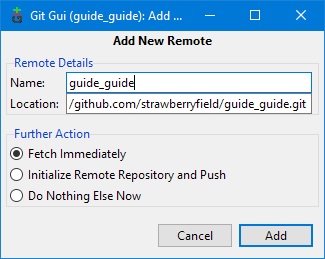 Git Gui (guide_guide): Add ...
Add New Remote
Remote Details
Name: guide_guide
Location: /github.com/strawberryfield/guide_guide.git
Further Action
Fetch Immediately
Initialize Remote Repository and Push
Do Nothing Else Now
Cancel Add